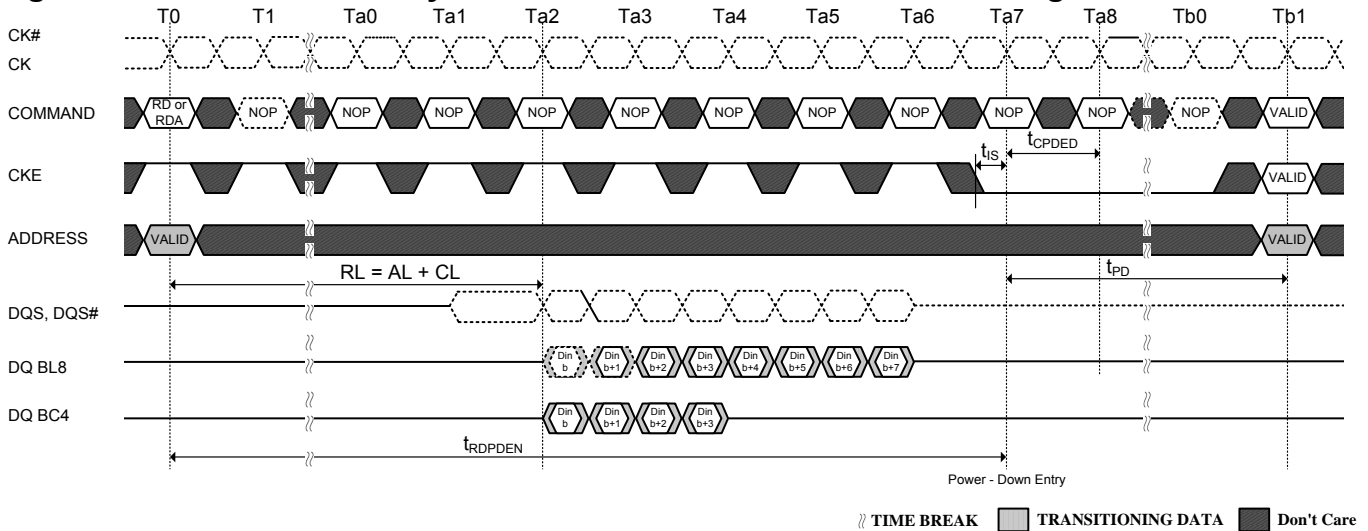 T0 T1 Ta0 Ta1 Ta2 Ta3 Ta4 Ta5 Ta6 Ta7 Ta8 Tb0 Tb1
CK#
CK
COMMAND
RD or
RDA
NOP NOP NOP NOP NOP NOP NOP NOP NOP NOP NOP VALID
tIS
tCPDED
CKE
VALID
ADDRESS
VALID
VALID
RL = AL + CL
tPD
DQS, DQS#
DQ BL8
Din b
Din b+1
Din b+2
Din b+3
Din b+4
Din b+5
Din b+6
Din b+7
DQ BC4
Din b
Din b+1
Din b+2
Din b+3
tRDPDEN
Power - Down Entry
TIME BREAK TRANSITIONING DATA Don't Care